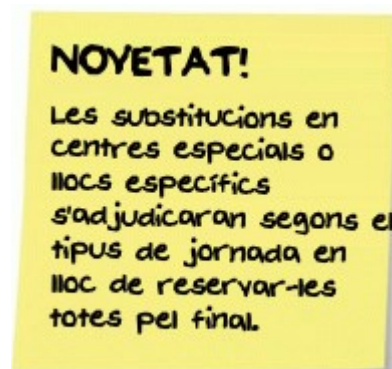 NOVETAT!
Les substitucions en
centres especials o
llocs específics
s'adjudicaran segons el
tipus de jornada en
lloc de reservar-les
totes pel final.